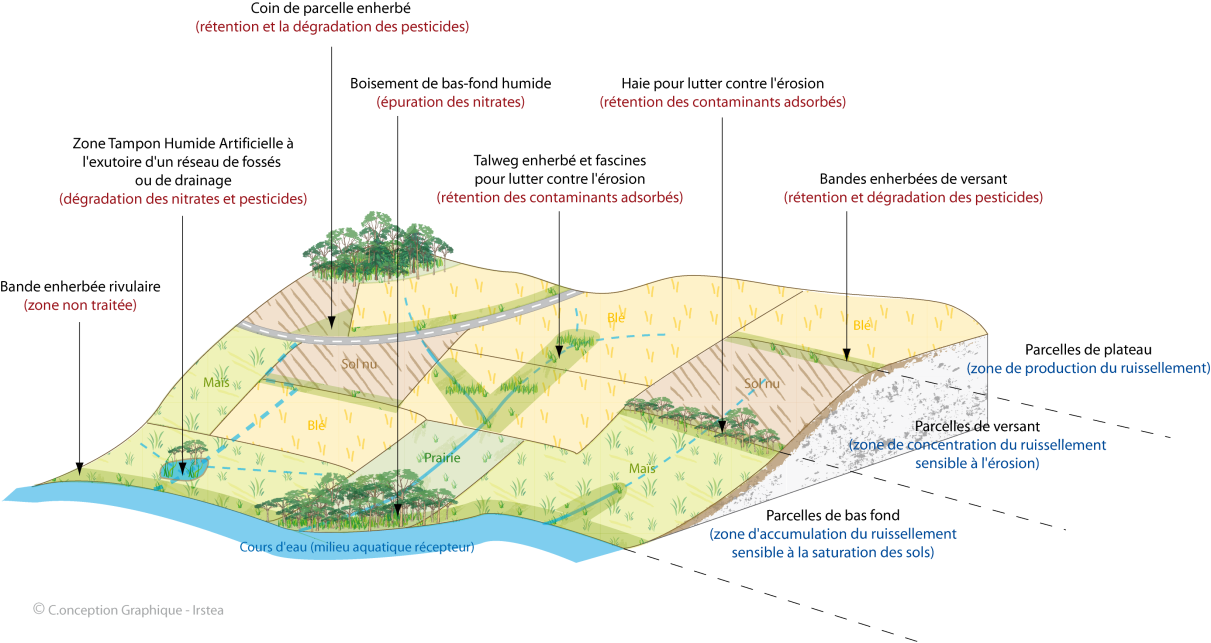 Coin de parcelle enherbé
(rétention et la dégradation des pesticides)
Boisement de bas-fond humide
(épuration des nitrates)
Haie pour lutter contre l'érosion
(rétention des contaminants adsorbés)
Zone Tampon Humide Artificielle à
l'exutoire d'un réseau de fossés
ou de drainage
(dégradation des nitrates et pesticides)
Talweg enherbé et fascines
pour lutter contre l'érosion
(rétention des contaminants adsorbés)
Bandes enherbées de versant
(rétention et dégradation des pesticides)
Bande enherbée rivulaire
(zone non traitée)
Blé
Blé
Parcelles de plateau
(zone de production du ruissellement)
Sol nu
Maïs
Sol nu
Blé
Parcelles de versant
(zone de concentration du ruissellement
sensible à l'érosion)
Prairie
Maïs
Parcelles de bas fond
(zone d'accumulation du ruissellement
sensible à la saturation des sols)
Cours d'eau (milieu aquatique récepteur)
© C.onception Graphique - Irstea